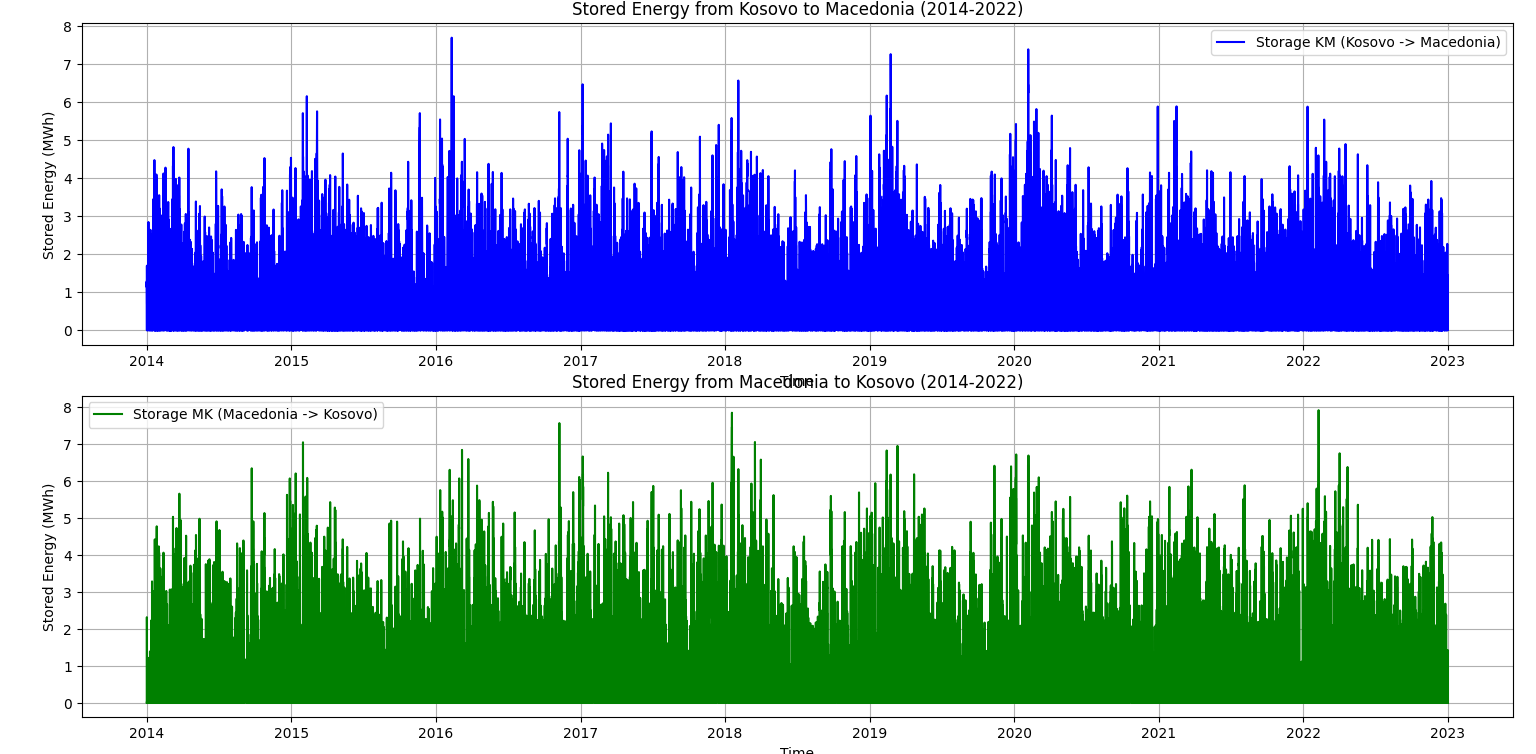 Stored Energy from Kosovo to Macedonia (2014-2022)
8
7
6
5
4
3
2
1
0
Stored Energy (MWh)
Storage KM (Kosovo -> Macedonia)
2014 2015 2016 2017 2018 2019 2020 2021 2022 2023
Time
Stored Energy from Macedonia to Kosovo (2014-2022)
8
7
6
5
4
3
2
1
0
Stored Energy (MWh)
Storage MK (Macedonia -> Kosovo)
2014 2015 2016 2017 2018 2019 2020 2021 2022 2023
Time